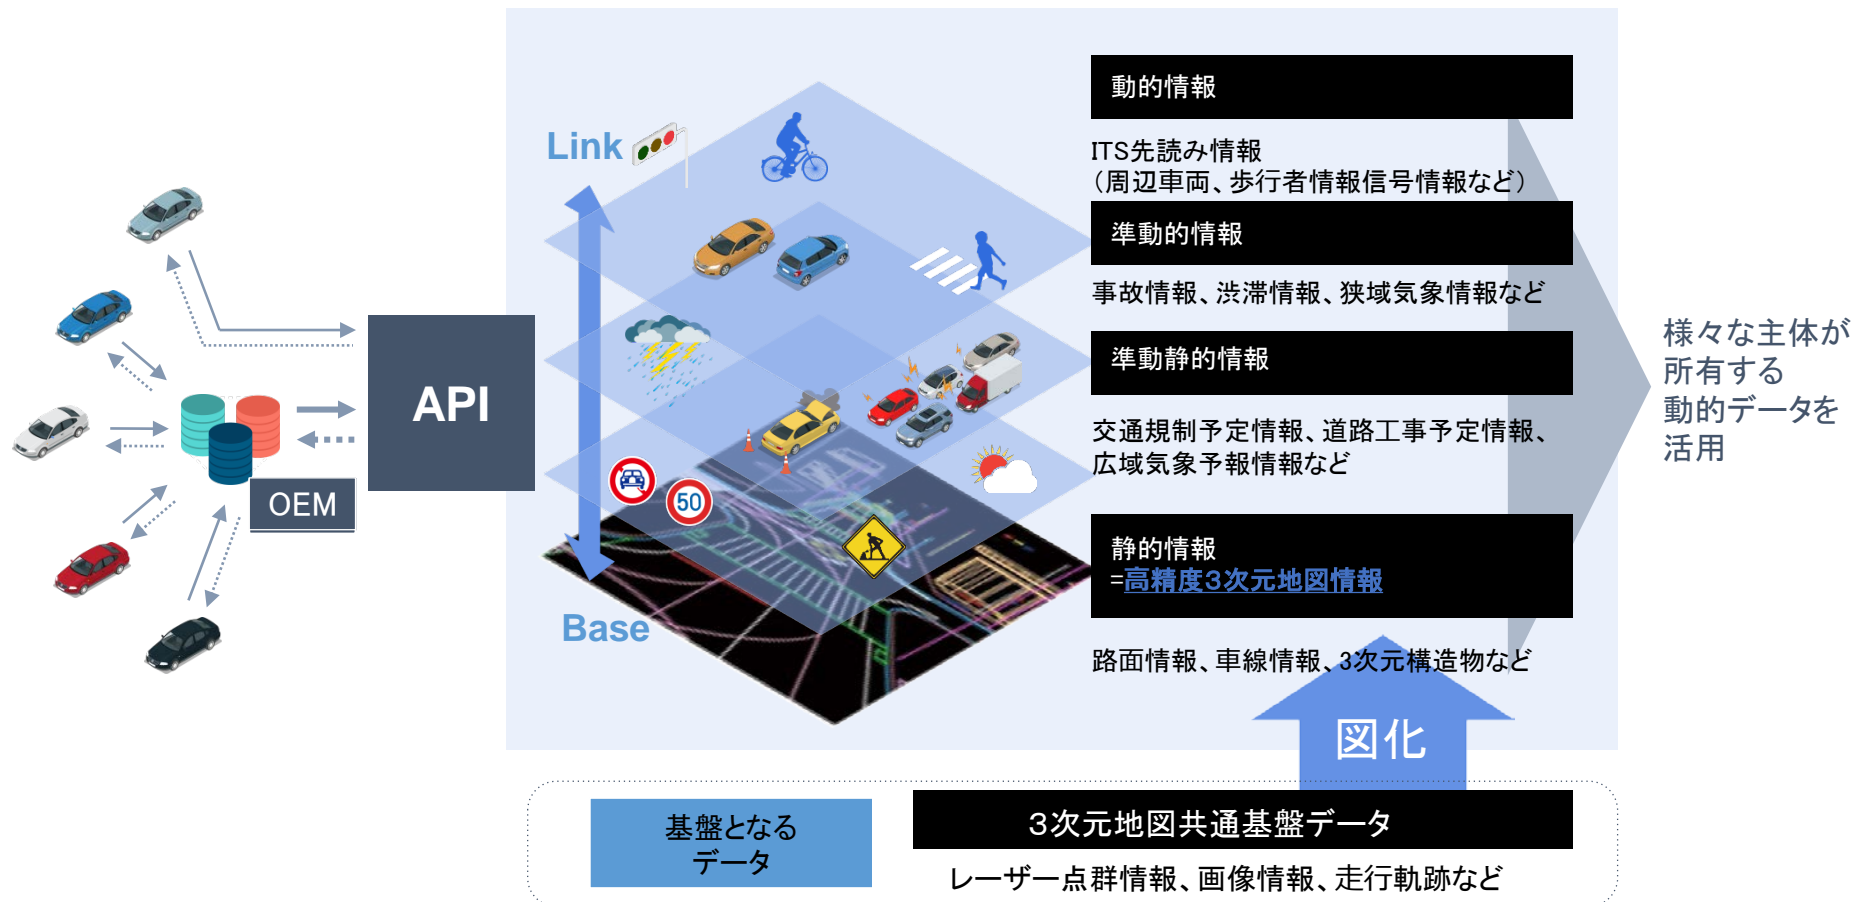 Link
API
OEM
50
Base
動的情報
ITS先読み情報
（周辺車両、歩行者情報信号情報など）
準動的情報
事故情報、渋滞情報、狭域気象情報など
準動静的情報
交通規制予定情報、道路工事予定情報、
広域気象予報情報など
静的情報
=高精度３次元地図情報
路面情報、車線情報、3次元構造物など
様々な主体が
所有する
動的データを
活用
図化
基盤となる
データ
３次元地図共通基盤データ
レーザー点群情報、画像情報、走行軌跡など